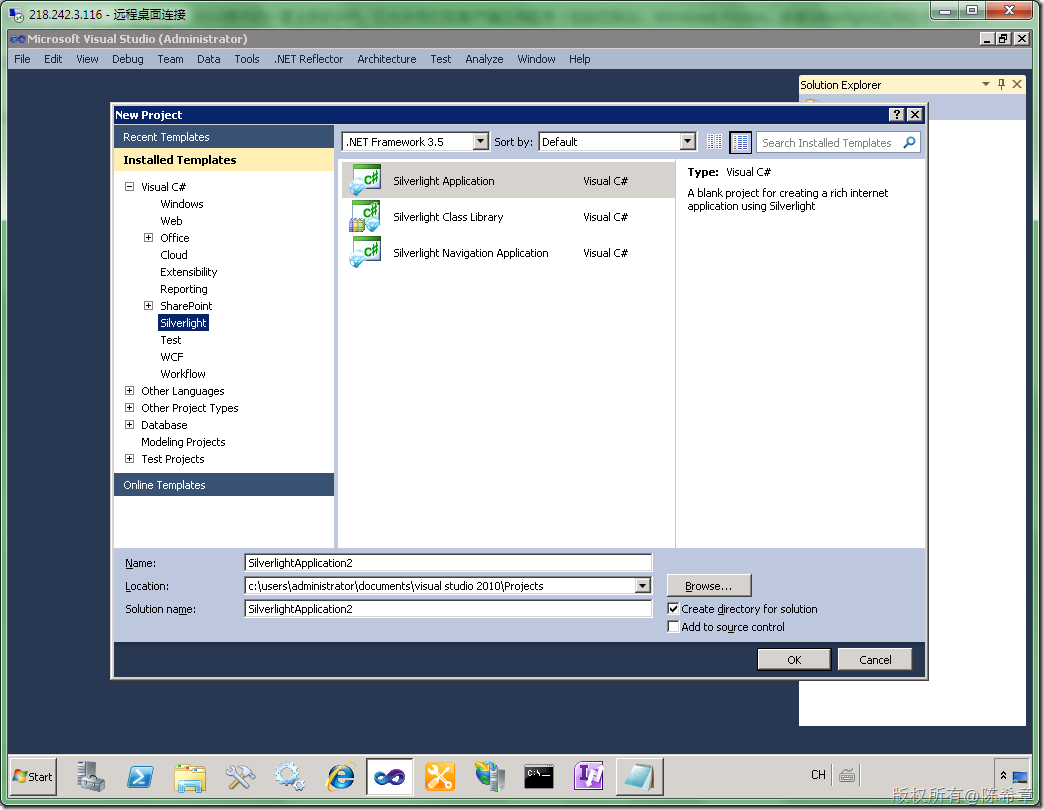 218.242.3.116 - 远程桌面连接
Microsoft Visual Studio (Administrator)
File Edit View Debug Team Data Tools .NET Reflector Architecture Test Analyze Window Help
Solution Explorer
New Project
Recent Templates
Installed Templates
.NET Framework 3.5 Sort by: Default Search Installed Templates
Visual C#
Windows
Web
Office
Cloud
Extensibility
Reporting
SharePoint
Silverlight
Test
WCF
Workflow
Other Languages
Other Project Types
Database
Modeling Projects
Test Projects
Online Templates
Silverlight Application Visual C#
Silverlight Class Library Visual C#
Silverlight Navigation Application Visual C#
Type: Visual C#
A blank project for creating a rich internet
application using Silverlight
Name: SilverlightApplication2
Location: c:\users\administrator\documents\visual studio 2010\Projects Browse...
Solution name: SilverlightApplication2
Create directory for solution
Add to source control
OK Cancel
Start
C:\_
CH
版权所有@陈希章